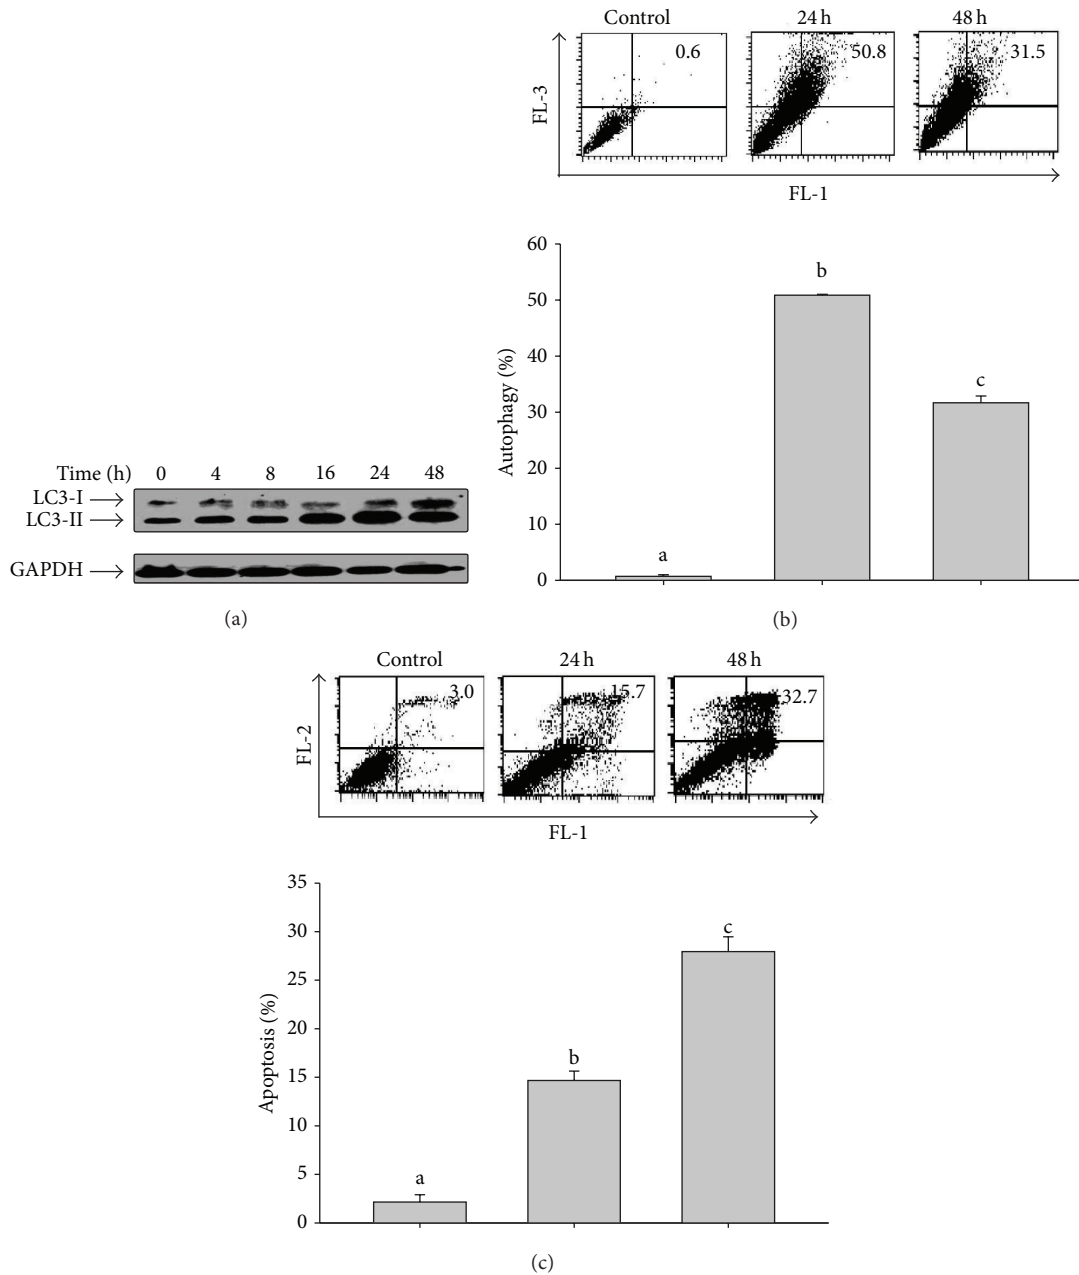 Control 24 h 48 h
0.6 50.8 31.5
FL-3
FL-1
60
50
40
30
20
10
0
Autophagy (%)
a
b
c
Time (h) 0 4 8 16 24 48
LC3-I
LC3-II
GAPDH
(a)
(b)
Control 24 h 48 h
3.0 15.7 32.7
FL-2
FL-1
35
30
25
20
15
10
5
0
Apoptosis (%)
a
b
c
(c)